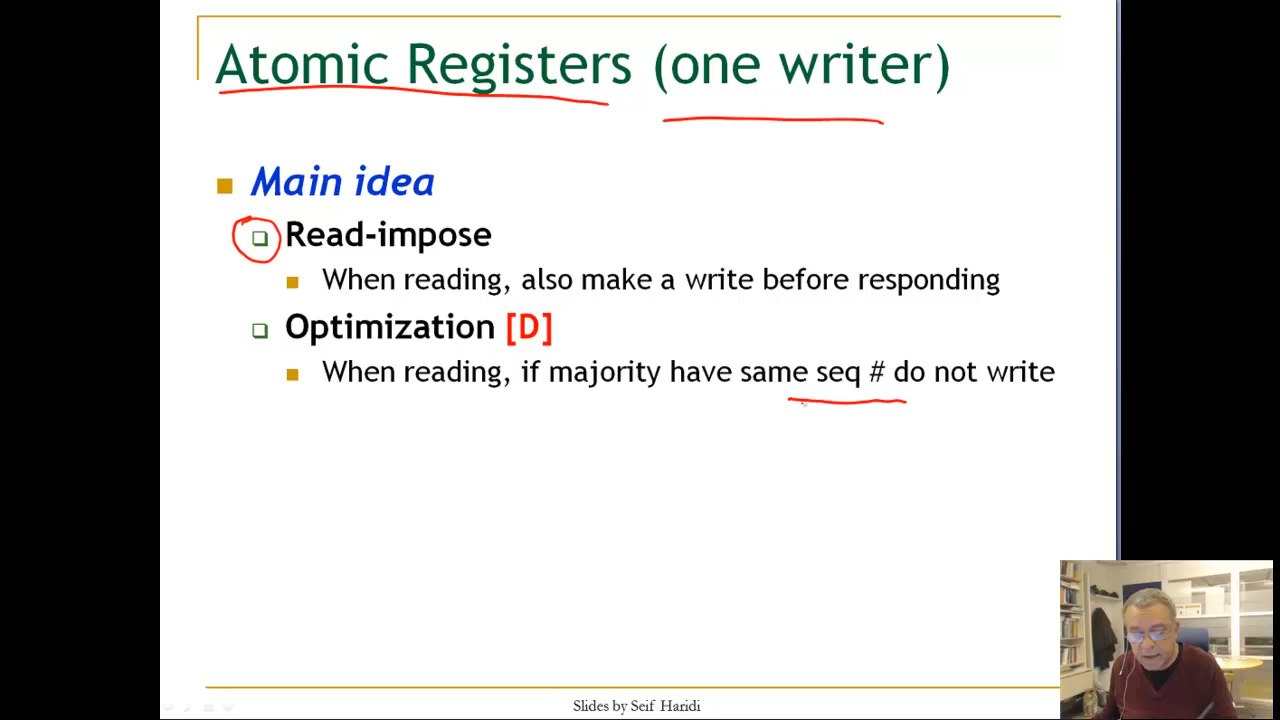 Atomic Registers (one writer)
Main idea
Read-impose
When reading, also make a write before responding
Optimization [D]
When reading, if majority have same seq # do not write
Slides by Seif Haridi